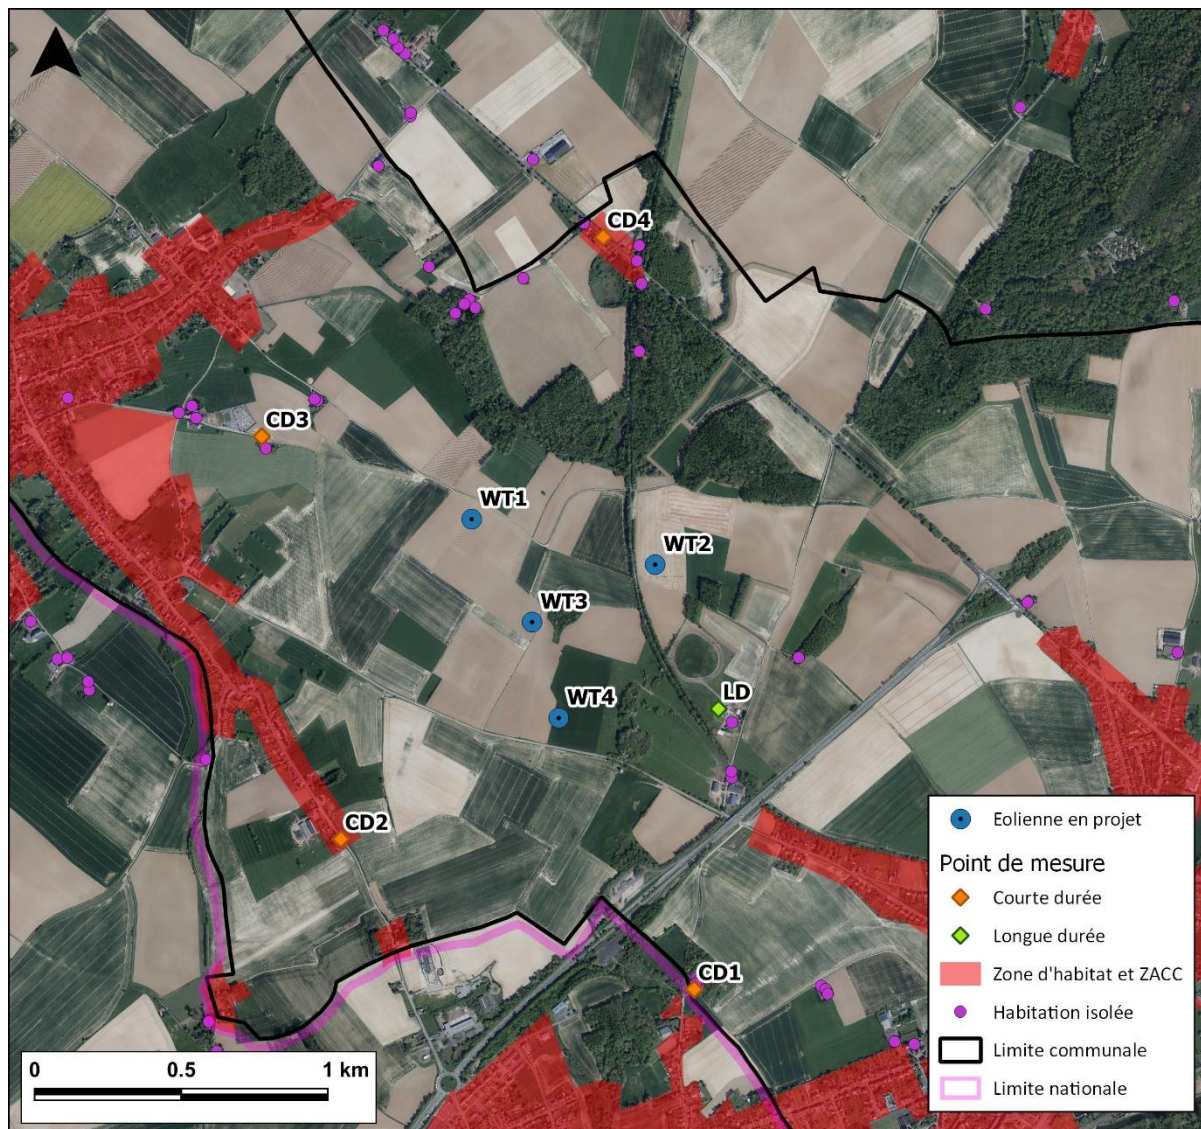 CD4
CD3
WT1
WT2
WT3
LD
WT4
CD2
CD1
Eolienne en projet
Point de mesure
Courte durée
Longue durée
Zone d'habitat et ZACC
Habitation isolée
Limite communale
Limite nationale
0 0.5 1 km